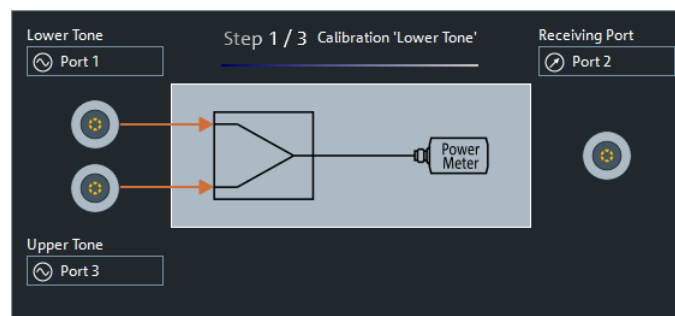 Lower Tone
Port 1
Step 1 / 3 Calibration 'Lower Tone'
Receiving Port
Port 2
Power
Meter
Upper Tone
Port 3